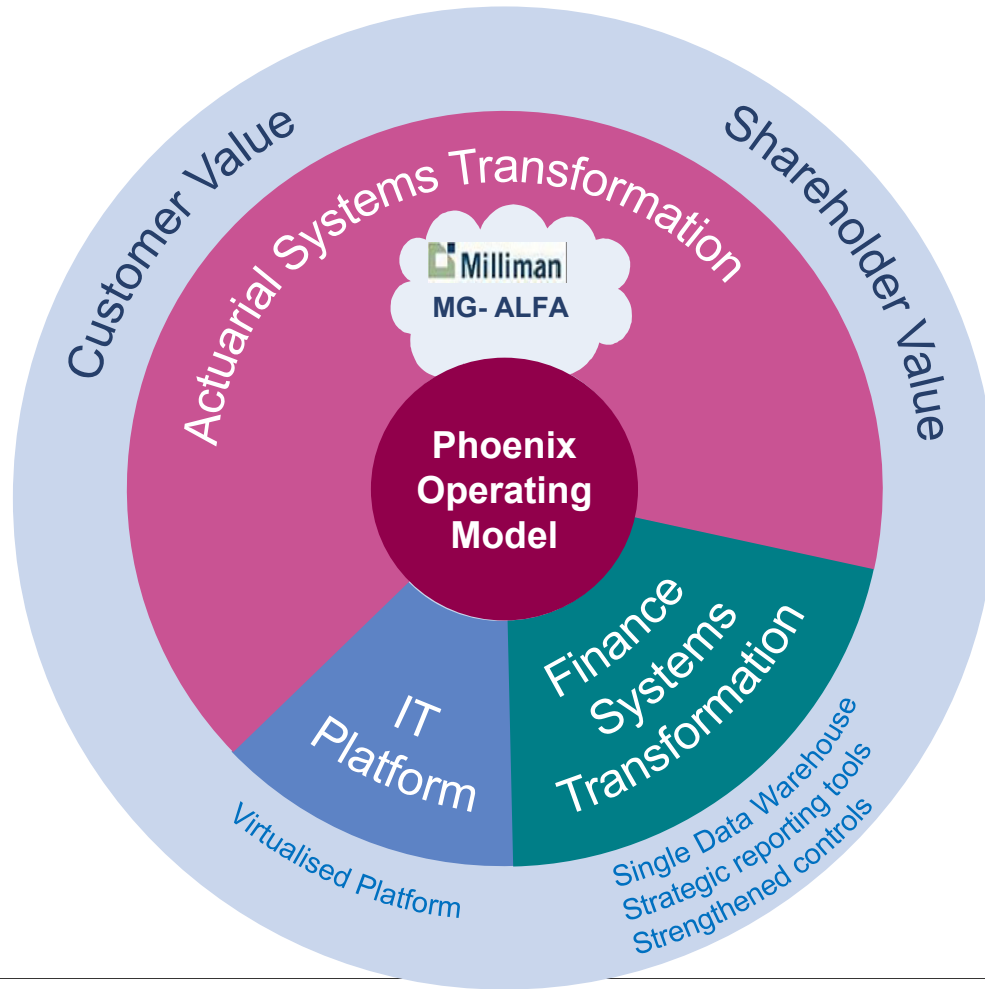 Customer Value
Shareholder Value
Actuarial Systems Transformation
Milliman
MG- ALFA
Phoenix
Operating
Model
IT
Platform
Finance
Systems
Transformation
Virtualised Platform
Single Data Warehouse
Strategic reporting tools
Strengthened controls